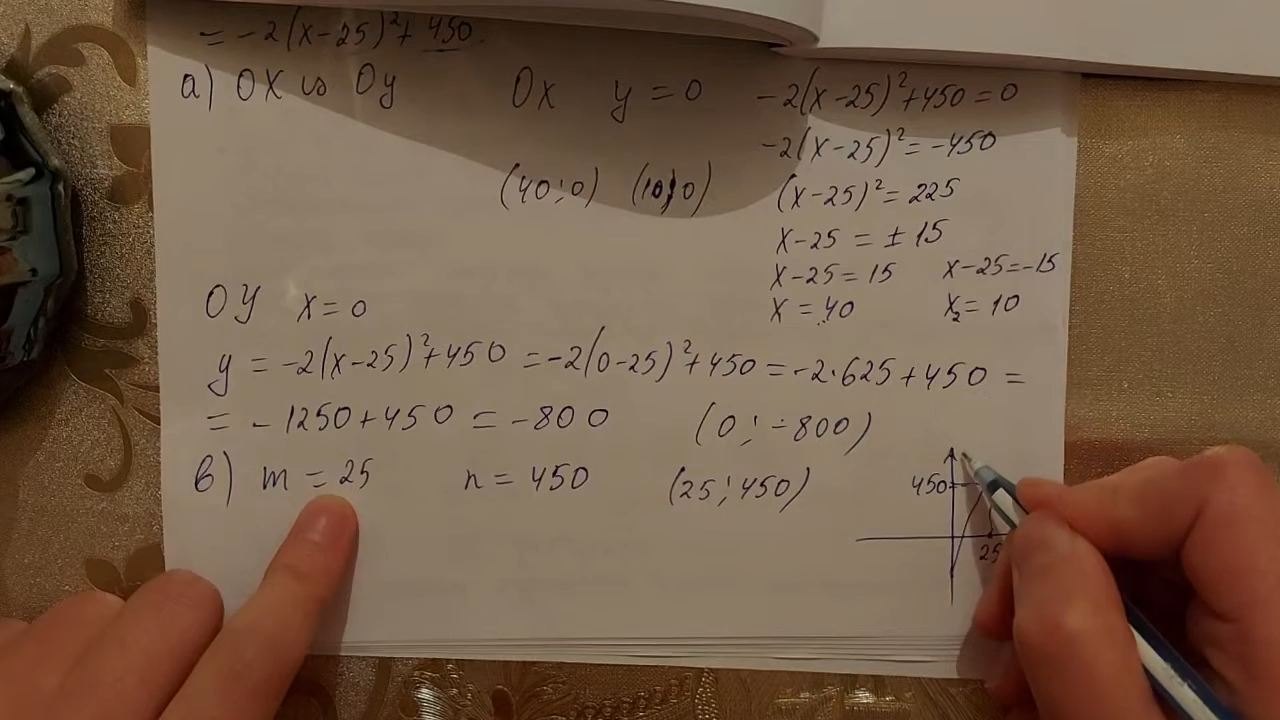 = -2(x-25)²+450
a) OX və Oy Ox y = 0 -2(x-25)²+450=0
-2(x-25)²=-450
(40;0) (10;0) (x-25)²=225
x-25 = ±15
x-25=15 x-25=-15
x = 40 x₂=10
OY x=0
y = -2(x-25)²+450 = -2(0-25)²+450 = -2·625+450 =
= -1250+450 = -800 (0;-800)
b) m = 25 n = 450 (25;450)
450
25